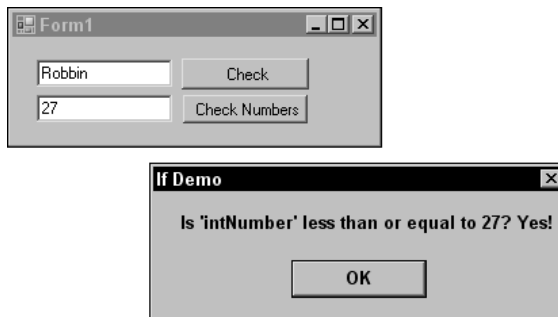 Form1
Robbin
Check
27
Check Numbers
If Demo
Is 'intNumber' less than or equal to 27? Yes!
OK